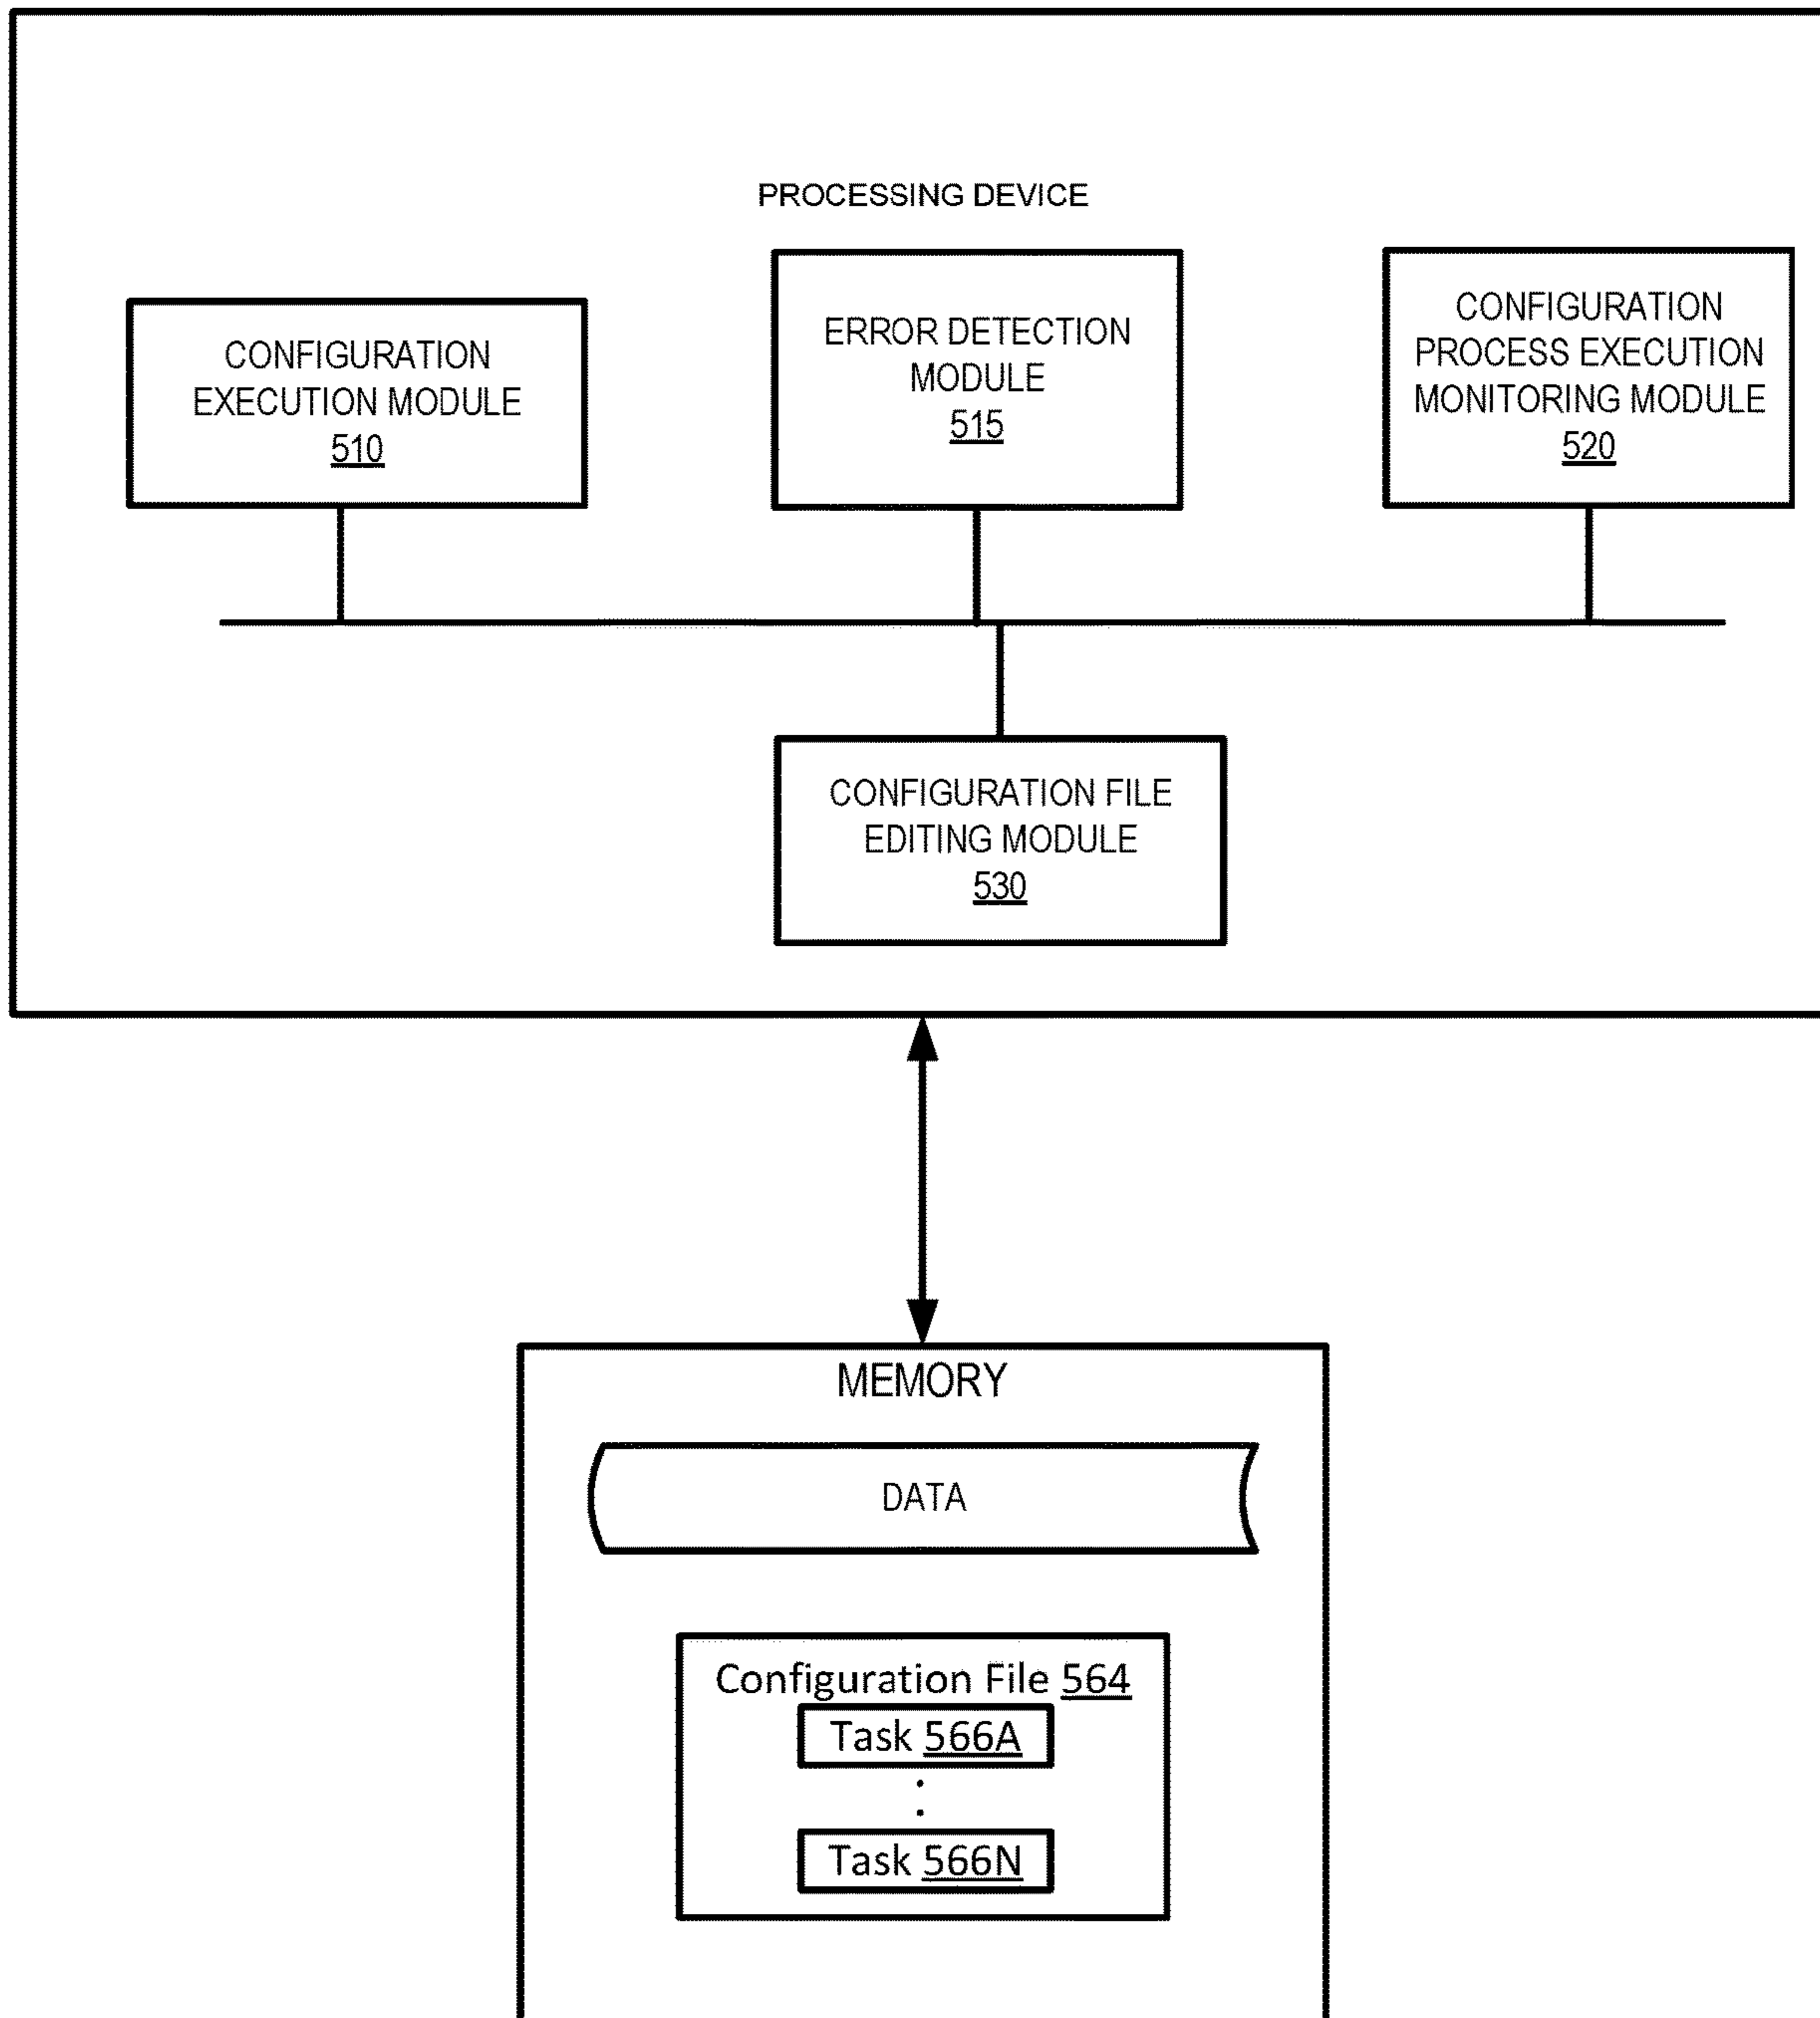 PROCESSING DEVICE
CONFIGURATION
EXECUTION MODULE
510
ERROR DETECTION
MODULE
515
CONFIGURATION
PROCESS EXECUTION
MONITORING MODULE
520
CONFIGURATION FILE
EDITING MODULE
530
MEMORY
DATA
Configuration File 564
Task 566A
Task 566N